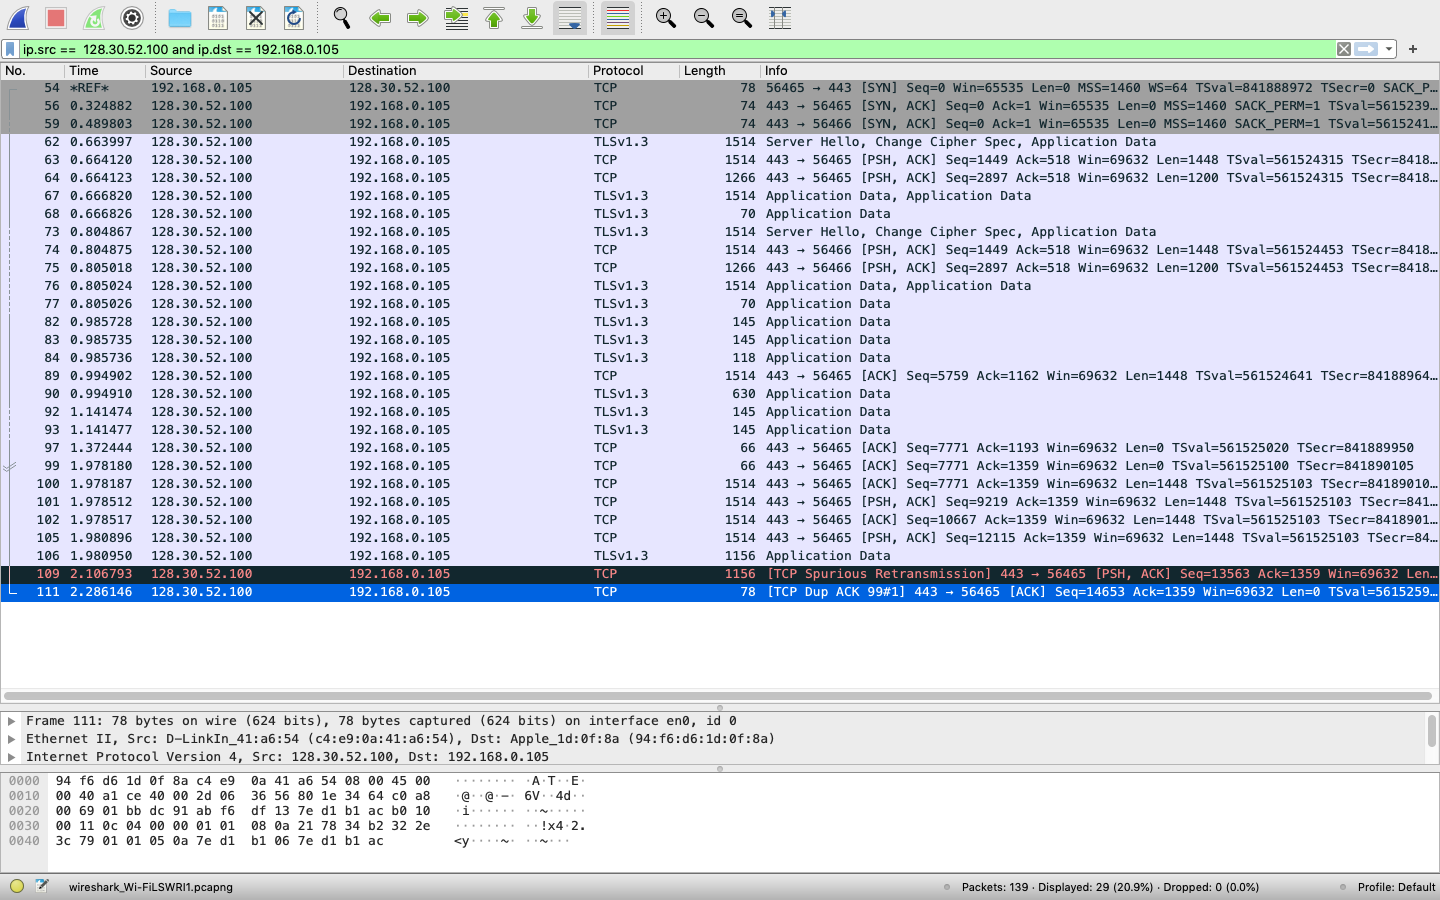 ip.src == 128.30.52.100 and ip.dst == 192.168.0.105
No. Time Source Destination Protocol Length Info
54 *REF* 192.168.0.105 128.30.52.100 TCP 78 56465 → 443 [SYN] Seq=0 Win=65535 Len=0 MSS=1460 WS=64 TSval=841888972 TSecr=0 SACK_P…
56 0.324882 128.30.52.100 192.168.0.105 TCP 74 443 → 56465 [SYN, ACK] Seq=0 Ack=1 Win=65535 Len=0 MSS=1460 SACK_PERM=1 TSval=5615239…
59 0.489803 128.30.52.100 192.168.0.105 TCP 74 443 → 56466 [SYN, ACK] Seq=0 Ack=1 Win=65535 Len=0 MSS=1460 SACK_PERM=1 TSval=5615241…
62 0.663997 128.30.52.100 192.168.0.105 TLSv1.3 1514 Server Hello, Change Cipher Spec, Application Data
63 0.664120 128.30.52.100 192.168.0.105 TCP 1514 443 → 56465 [PSH, ACK] Seq=1449 Ack=518 Win=69632 Len=1448 TSval=561524315 TSecr=8418…
64 0.664123 128.30.52.100 192.168.0.105 TCP 1266 443 → 56465 [PSH, ACK] Seq=2897 Ack=518 Win=69632 Len=1200 TSval=561524315 TSecr=8418…
67 0.666820 128.30.52.100 192.168.0.105 TLSv1.3 1514 Application Data, Application Data
68 0.666826 128.30.52.100 192.168.0.105 TLSv1.3 70 Application Data
73 0.804867 128.30.52.100 192.168.0.105 TLSv1.3 1514 Server Hello, Change Cipher Spec, Application Data
74 0.804875 128.30.52.100 192.168.0.105 TCP 1514 443 → 56466 [PSH, ACK] Seq=1449 Ack=518 Win=69632 Len=1448 TSval=561524453 TSecr=8418…
75 0.805018 128.30.52.100 192.168.0.105 TCP 1266 443 → 56466 [PSH, ACK] Seq=2897 Ack=518 Win=69632 Len=1200 TSval=561524453 TSecr=8418…
76 0.805024 128.30.52.100 192.168.0.105 TLSv1.3 1514 Application Data, Application Data
77 0.805026 128.30.52.100 192.168.0.105 TLSv1.3 70 Application Data
82 0.985728 128.30.52.100 192.168.0.105 TLSv1.3 145 Application Data
83 0.985735 128.30.52.100 192.168.0.105 TLSv1.3 145 Application Data
84 0.985736 128.30.52.100 192.168.0.105 TLSv1.3 118 Application Data
89 0.994902 128.30.52.100 192.168.0.105 TCP 1514 443 → 56465 [ACK] Seq=5759 Ack=1162 Win=69632 Len=1448 TSval=561524641 TSecr=84188964…
90 0.994910 128.30.52.100 192.168.0.105 TLSv1.3 630 Application Data
92 1.141474 128.30.52.100 192.168.0.105 TLSv1.3 145 Application Data
93 1.141477 128.30.52.100 192.168.0.105 TLSv1.3 145 Application Data
97 1.372444 128.30.52.100 192.168.0.105 TCP 66 443 → 56465 [ACK] Seq=7771 Ack=1193 Win=69632 Len=0 TSval=561525020 TSecr=841889950
99 1.978180 128.30.52.100 192.168.0.105 TCP 66 443 → 56465 [ACK] Seq=7771 Ack=1359 Win=69632 Len=0 TSval=561525100 TSecr=841890105
100 1.978187 128.30.52.100 192.168.0.105 TCP 1514 443 → 56465 [ACK] Seq=7771 Ack=1359 Win=69632 Len=1448 TSval=561525103 TSecr=84189010…
101 1.978512 128.30.52.100 192.168.0.105 TCP 1514 443 → 56465 [PSH, ACK] Seq=9219 Ack=1359 Win=69632 Len=1448 TSval=561525103 TSecr=841…
102 1.978517 128.30.52.100 192.168.0.105 TCP 1514 443 → 56465 [ACK] Seq=10667 Ack=1359 Win=69632 Len=1448 TSval=561525103 TSecr=8418901…
105 1.980896 128.30.52.100 192.168.0.105 TCP 1514 443 → 56465 [PSH, ACK] Seq=12115 Ack=1359 Win=69632 Len=1448 TSval=561525103 TSecr=84…
106 1.980950 128.30.52.100 192.168.0.105 TLSv1.3 1156 Application Data
109 2.106793 128.30.52.100 192.168.0.105 TCP 1156 [TCP Spurious Retransmission] 443 → 56465 [PSH, ACK] Seq=13563 Ack=1359 Win=69632 Len…
111 2.286146 128.30.52.100 192.168.0.105 TCP 78 [TCP Dup ACK 99#1] 443 → 56465 [ACK] Seq=14653 Ack=1359 Win=69632 Len=0 TSval=5615259…
Frame 111: 78 bytes on wire (624 bits), 78 bytes captured (624 bits) on interface en0, id 0
Ethernet II, Src: D-LinkIn_41:a6:54 (c4:e9:0a:41:a6:54), Dst: Apple_1d:0f:8a (94:f6:d6:1d:0f:8a)
Internet Protocol Version 4, Src: 128.30.52.100, Dst: 192.168.0.105
0000 94 f6 d6 1d 0f 8a c4 e9 0a 41 a6 54 08 00 45 00 ········ ·A·T··E·
0010 00 40 a1 ce 40 00 2d 06 36 56 80 1e 34 64 c0 a8 ·@··@·-· 6V··4d··
0020 00 69 01 bb dc 91 ab f6 df 13 7e d1 b1 ac b0 10 ·i······ ··~·····
0030 00 11 0c 04 00 00 01 01 08 0a 21 78 34 b2 32 2e ········ ··!x4·2.
0040 3c 79 01 01 05 0a 7e d1 b1 06 7e d1 b1 ac <y····~· ··~···
wireshark_Wi-FiLSWRI1.pcapng Packets: 139 · Displayed: 29 (20.9%) · Dropped: 0 (0.0%) Profile: Default